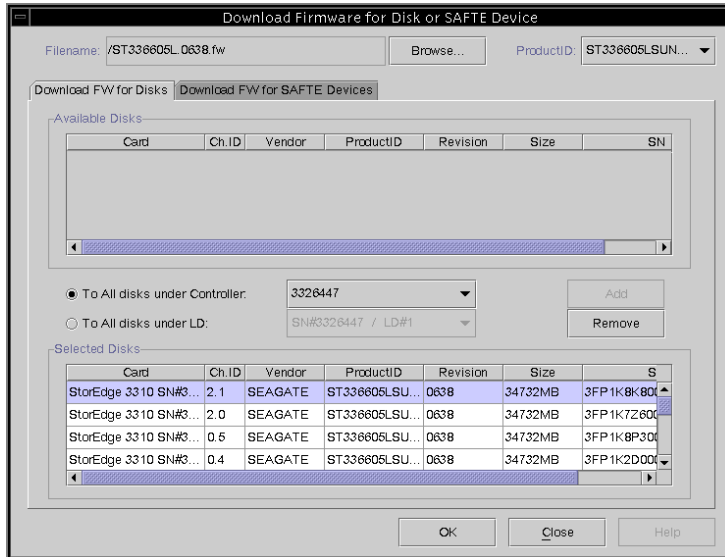 Download Firmware for Disk or SAFTE Device
Filename: /ST336605L.0638.fw Browse... ProductID: ST336605LSUN...
Download FW for Disks Download FW for SAFTE Devices
Available Disks
Card Ch.ID Vendor ProductID Revision Size SN
To All disks under Controller: 3326447 Add
To All disks under LD: SN#3326447 / LD#1 Remove
Selected Disks
Card Ch.ID Vendor ProductID Revision Size S
StorEdge 3310 SN#3... 2.1 SEAGATE ST336605LSU... 0638 34732MB 3FP1K8K800
StorEdge 3310 SN#3... 2.0 SEAGATE ST336605LSU... 0638 34732MB 3FP1K7Z600
StorEdge 3310 SN#3... 0.5 SEAGATE ST336605LSU... 0638 34732MB 3FP1K8P300
StorEdge 3310 SN#3... 0.4 SEAGATE ST336605LSU... 0638 34732MB 3FP1K2D000
OK Close Help